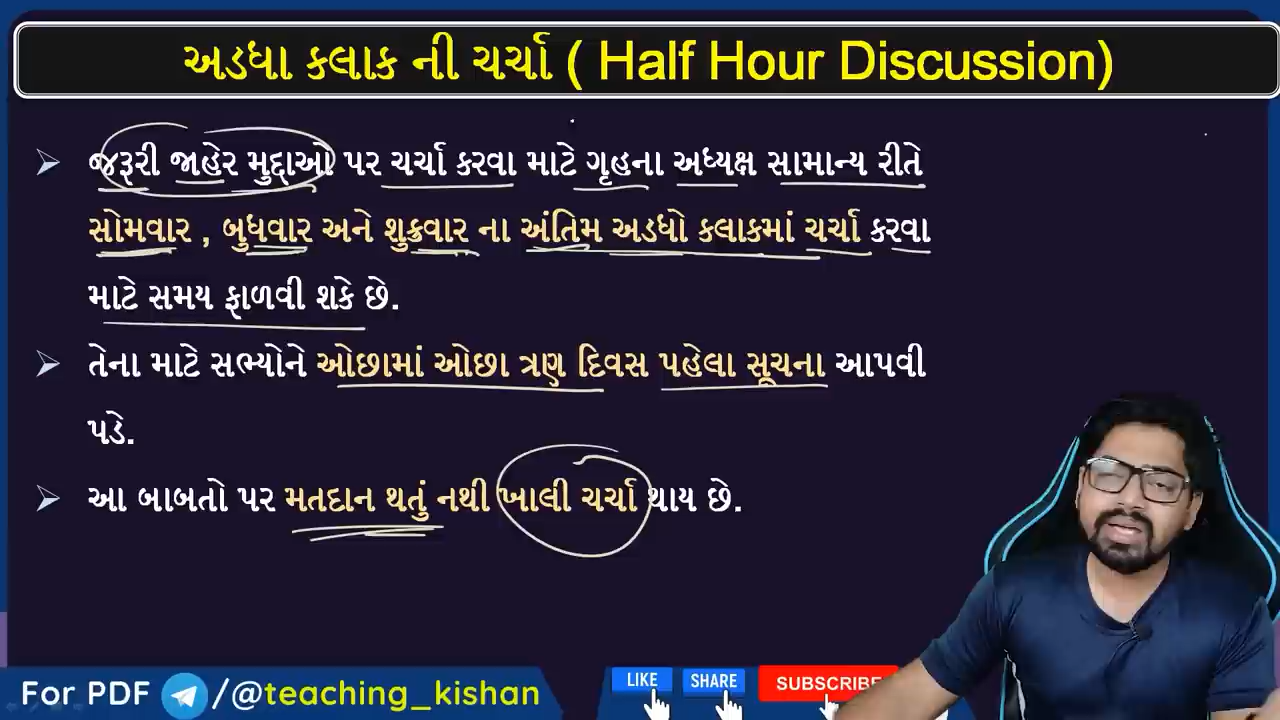 અડધા કલાક ની ચર્ચા ( Half Hour Discussion)
જરૂરી જાહેર મુદ્દાઓ પર ચર્ચા કરવા માટે ગૃહના અધ્યક્ષ સામાન્ય રીતે
સોમવાર , બુધવાર અને શુક્રવાર ના અંતિમ અડધો કલાકમાં ચર્ચા કરવા
માટે સમય ફાળવી શકે છે.
તેના માટે સભ્યોને ઓછામાં ઓછા ત્રણ દિવસ પહેલા સૂચના આપવી
પડે.
આ બાબતો પર મતદાન થતું નથી ખાલી ચર્ચા થાય છે.
For PDF /@teaching_kishan
LIKE
SHARE
SUBSCRIBE